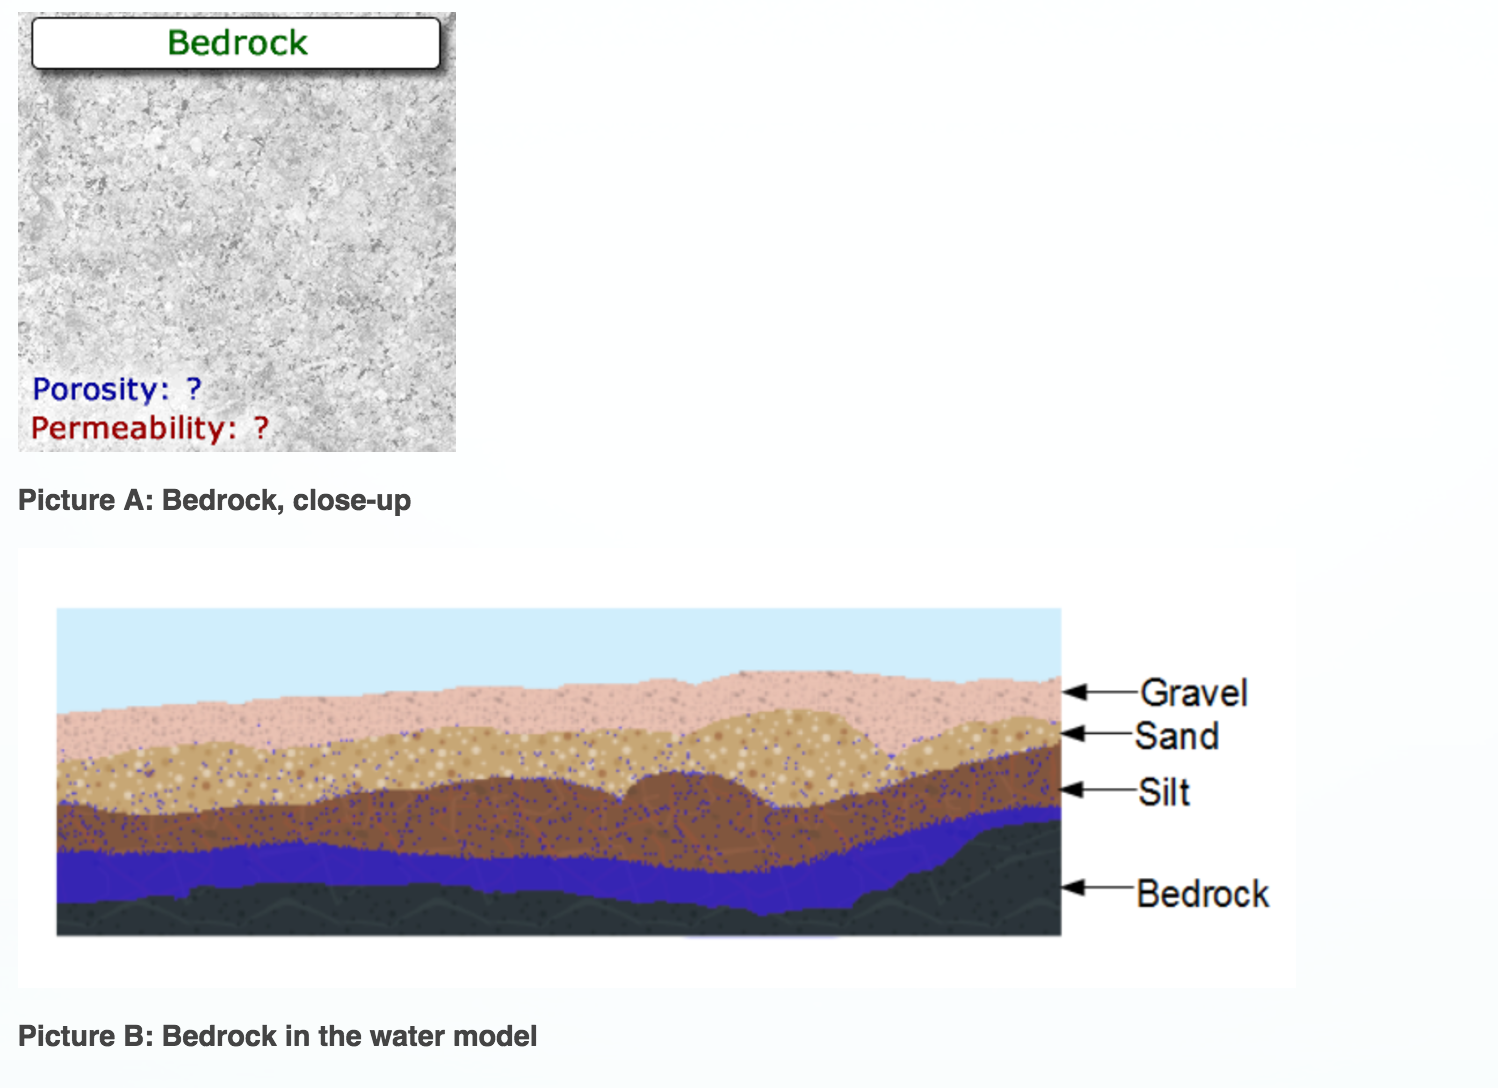 Bedrock
Porosity: ?
Permeability: ?
Picture A: Bedrock, close-up
Gravel
Sand
Silt
Bedrock
Picture B: Bedrock in the water model